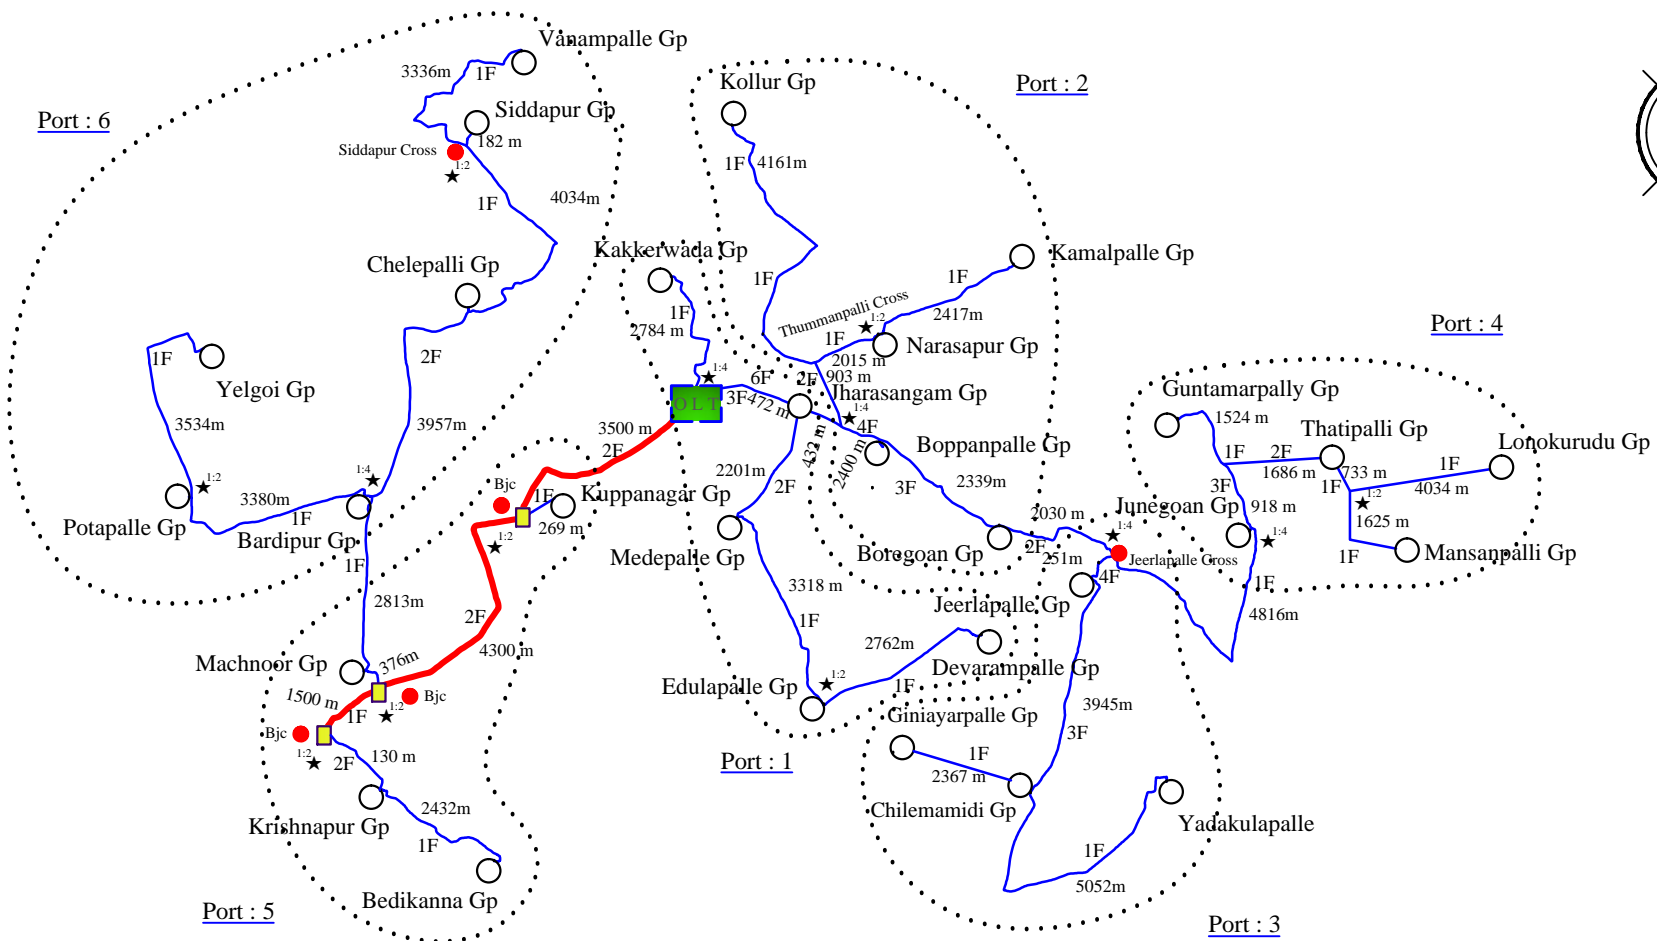 Vanampalle Gp
3336m
1F
Siddapur Gp
182 m
Siddapur Cross
1:2
1F
4034m
Port : 6
Chelepalli Gp
2F
3957m
1F
Yelgoi Gp
3534m
1:2
Potapalle Gp
3380m
1F
1:4
Bardipur Gp
1F
2813m
Machnoor Gp
376m
1500 m
1F
1:2
Bjc
Bjc
1:2
2F
130 m
Krishnapur Gp
2432m
1F
Bedikanna Gp
Port : 5
4300 m
2F
1:2
Bjc
1F
269 m
Kuppanagar Gp
3500 m
2F
Kakkerwada Gp
1F
2784 m
1:4
O L T
3F
6F
472 m
2F
Port : 2
Kollur Gp
1F
4161m
1F
Kamalpalle Gp
1F
2417m
Thummanpalli Cross
1:2
1F
2015 m
Narasapur Gp
903 m
Jharasangam Gp
1:4
4F
432 m
2400 m
Boppanpalle Gp
3F
2339m
Boregoan Gp
2F
2030 m
2201m
2F
Medepalle Gp
3318 m
1F
Edulapalle Gp
1:2
2762m
1F
Devarampalle Gp
Port : 1
1:4
Jeerlapalle Cross
251m
4F
Jeerlapalle Gp
3945m
3F
Giniayarpalle Gp
1F
2367 m
Chilemamidi Gp
Yadakulapalle
1F
5052m
Port : 3
Port : 4
Guntamarpally Gp
1524 m
1F
2F
1686 m
Thatipalli Gp
733 m
1F
1:2
1F
4034 m
Lonokurudu Gp
1625 m
1F
Mansanpalli Gp
3F
918 m
Junegoan Gp
1:4
1F
4816m